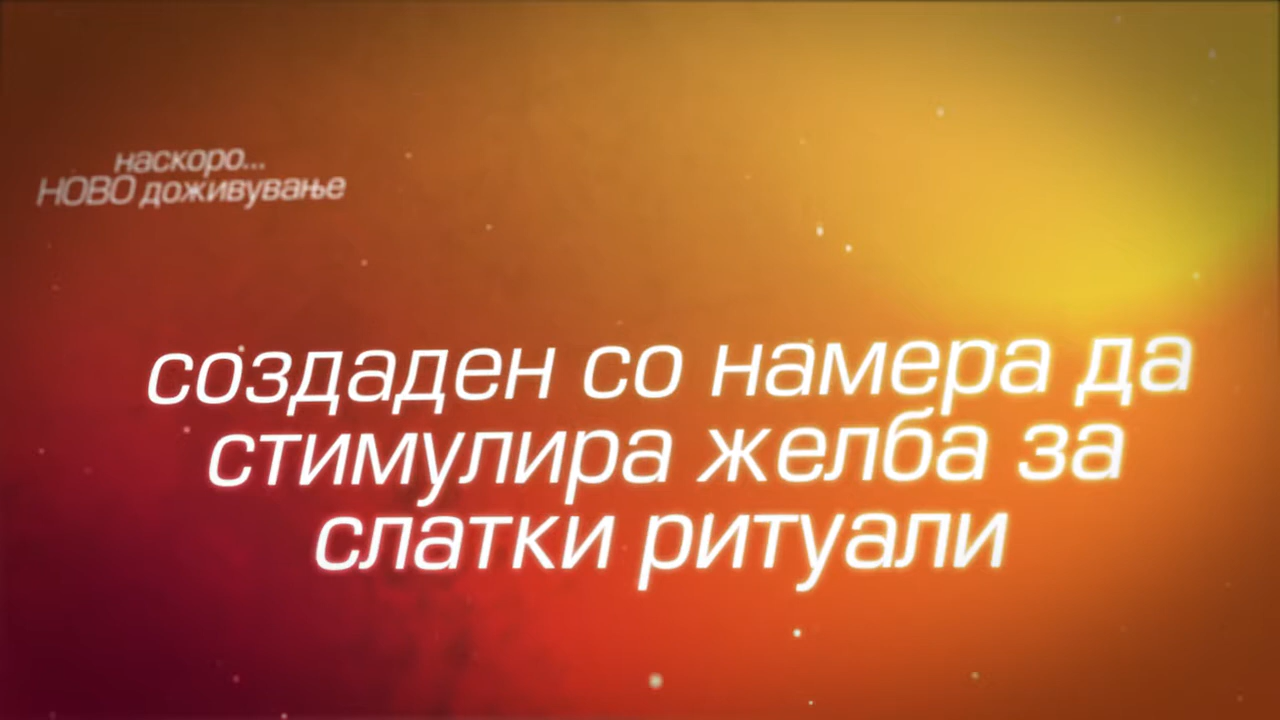 наскоро...
НОВО доживување
создаден со намера да
стимулира желба за
слатки ритуали